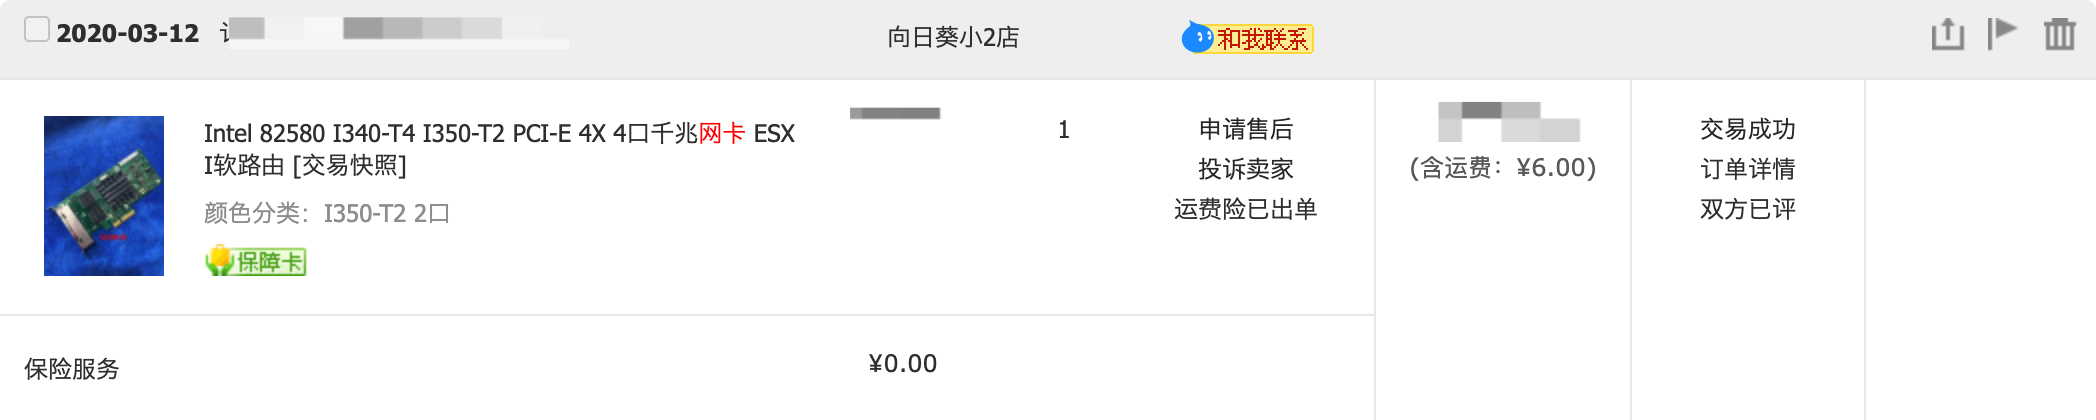 2020-03-12
向日葵小2店
和我联系
Intel 82580 I340-T4 I350-T2 PCI-E 4X 4口千兆网卡 ESX
I软路由 [交易快照]
颜色分类：I350-T2 2口
保障卡
1
申请售后
投诉卖家
运费险已出单
(含运费：¥6.00)
交易成功
订单详情
双方已评
保险服务
¥0.00